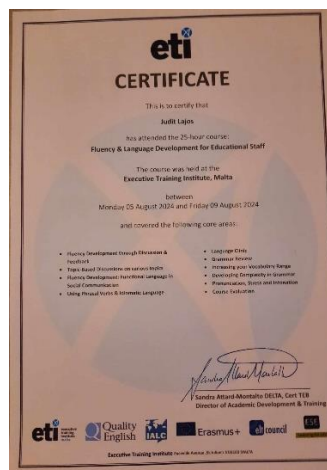 eti
CERTIFICATE
This is to certify that
Judit Lajos
has attended the 25-hour course:
Fluency & Language Development for Educational Staff
The course was held at the
Executive Training Institute, Malta
between
Monday 05 August 2024 and Friday 09 August 2024
and covered the following core areas:
Fluency Development through Discussion &
Feedback
Topic-Based Discussions on various topics
Fluency Development: Functional Language in
Social Communication
Using Phrasal Verbs & Idiomatic Language
Language Clinic
Grammar Review
Increasing your Vocabulary Range
Developing Complexity in Grammar
Pronunciation, Stress and Intonation
Course Evaluation
Sandra Attard-Montalto DELTA, Cert TEB
Director of Academic Development & Training
eti
Quality
English
IALC
Erasmus+
council
ESE
Executive Training Institute